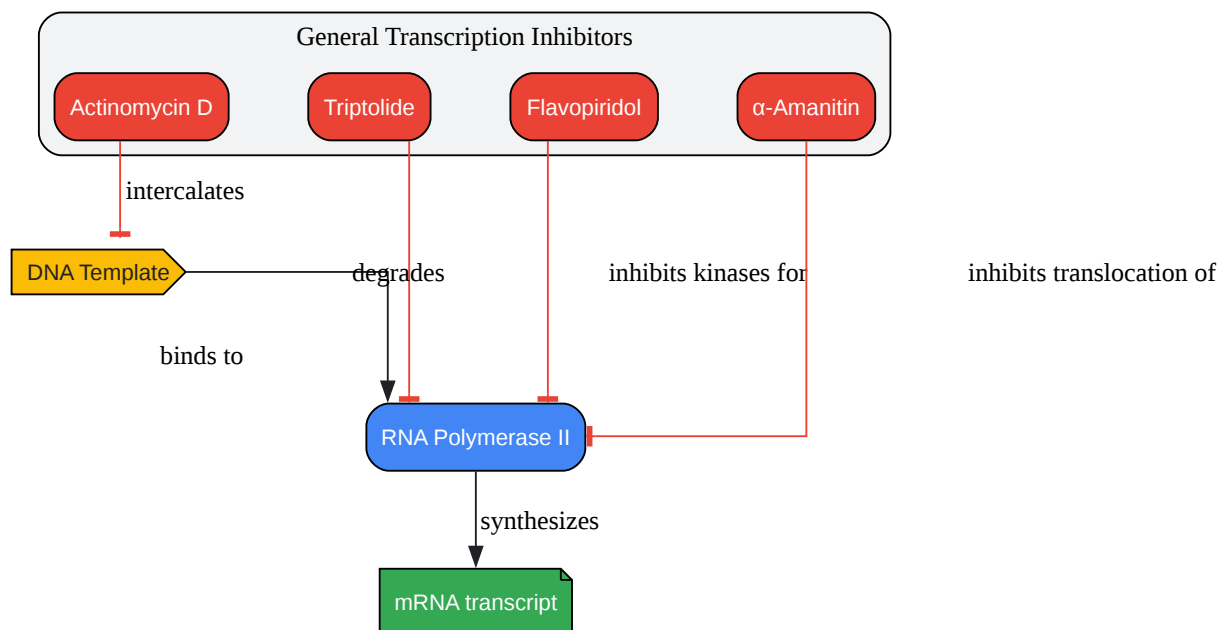 General Transcription Inhibitors
Actinomycin D
Triptolide
Flavopiridol
α-Amanitin
intercalates
DNA Template
degrades
inhibits kinases for
inhibits translocation of
binds to
RNA Polymerase II
synthesizes
mRNA transcript